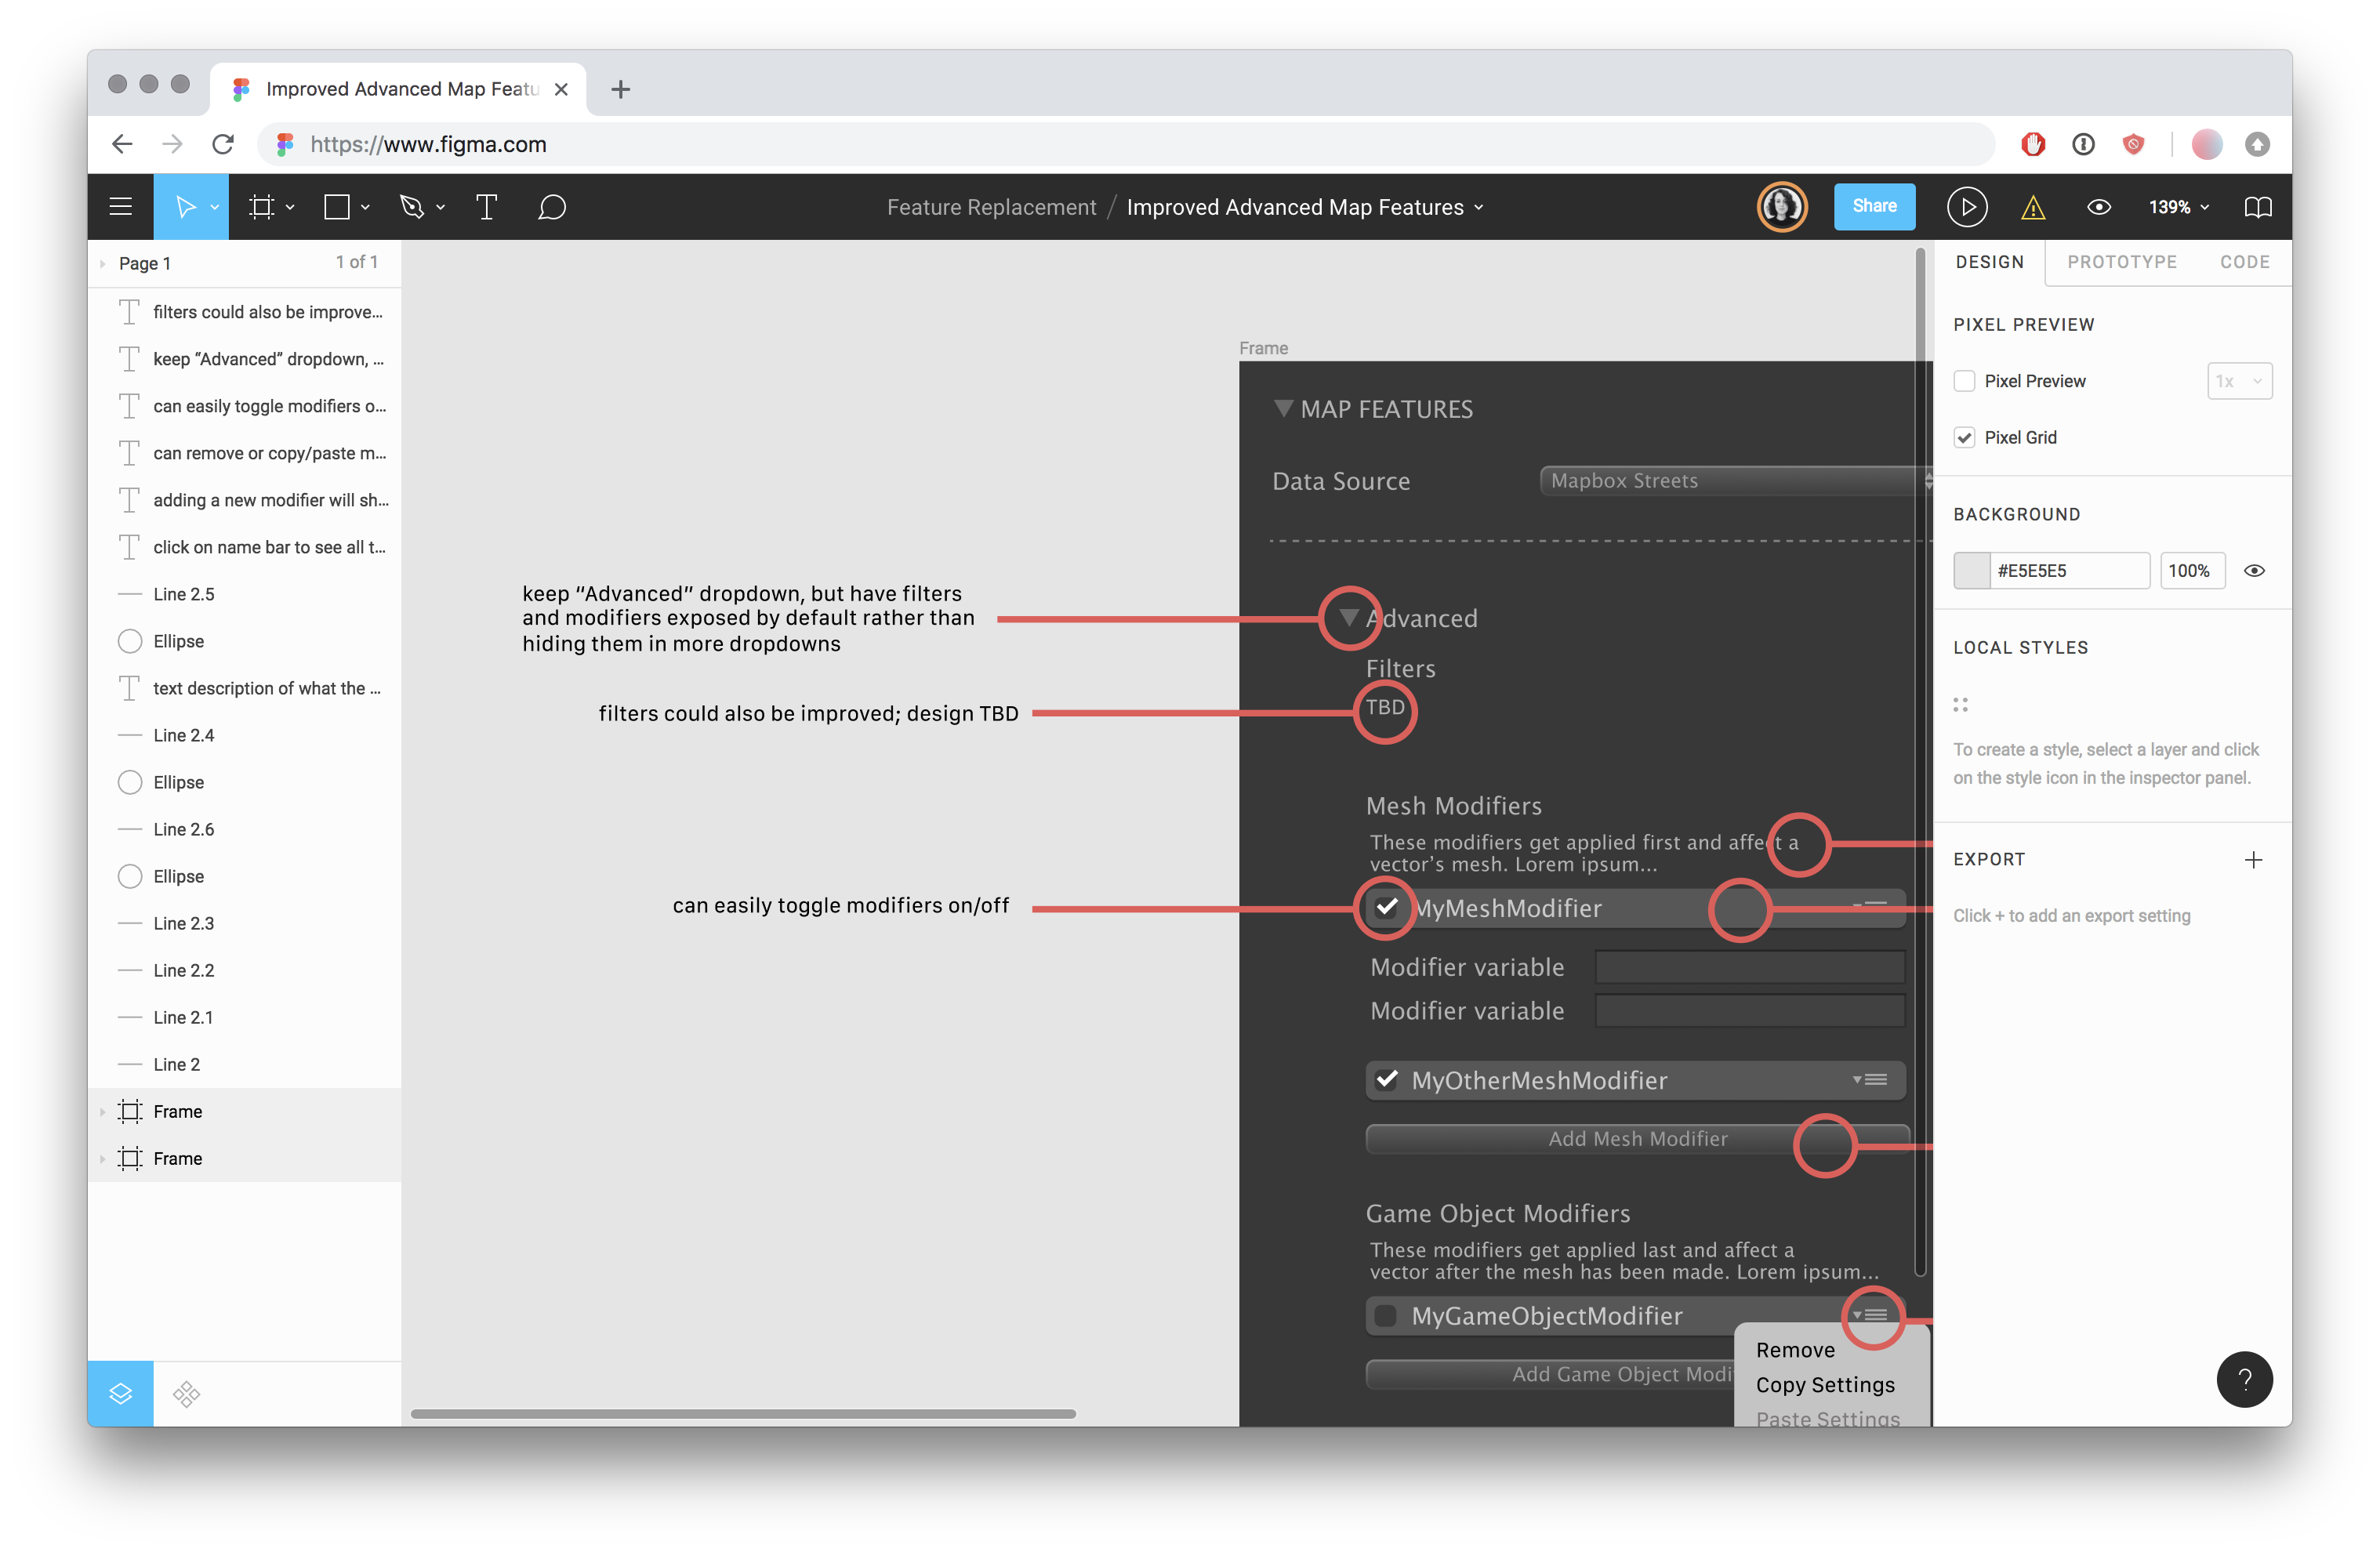 Improved Advanced Map Featu
https://www.figma.com
Feature Replacement / Improved Advanced Map Features
Share
139%
Page 1
1 of 1
filters could also be improve...
keep “Advanced” dropdown, ...
can easily toggle modifiers o...
can remove or copy/paste m...
adding a new modifier will sh...
click on name bar to see all t...
Line 2.5
Ellipse
text description of what the ...
Line 2.4
Ellipse
Line 2.6
Ellipse
Line 2.3
Line 2.2
Line 2.1
Line 2
Frame
Frame
keep “Advanced” dropdown, but have filters
and modifiers exposed by default rather than
hiding them in more dropdowns
filters could also be improved; design TBD
can easily toggle modifiers on/off
Frame
MAP FEATURES
Data Source
Mapbox Streets
Advanced
Filters
TBD
Mesh Modifiers
These modifiers get applied first and affect a
vector’s mesh. Lorem ipsum...
MyMeshModifier
Modifier variable
Modifier variable
MyOtherMeshModifier
Add Mesh Modifier
Game Object Modifiers
These modifiers get applied last and affect a
vector after the mesh has been made. Lorem ipsum...
MyGameObjectModifier
Add Game Object Modi
Remove
Copy Settings
Paste Settings
DESIGN
PROTOTYPE
CODE
PIXEL PREVIEW
Pixel Preview
1x
Pixel Grid
BACKGROUND
#E5E5E5
100%
LOCAL STYLES
To create a style, select a layer and click
on the style icon in the inspector panel.
EXPORT
Click + to add an export setting
?